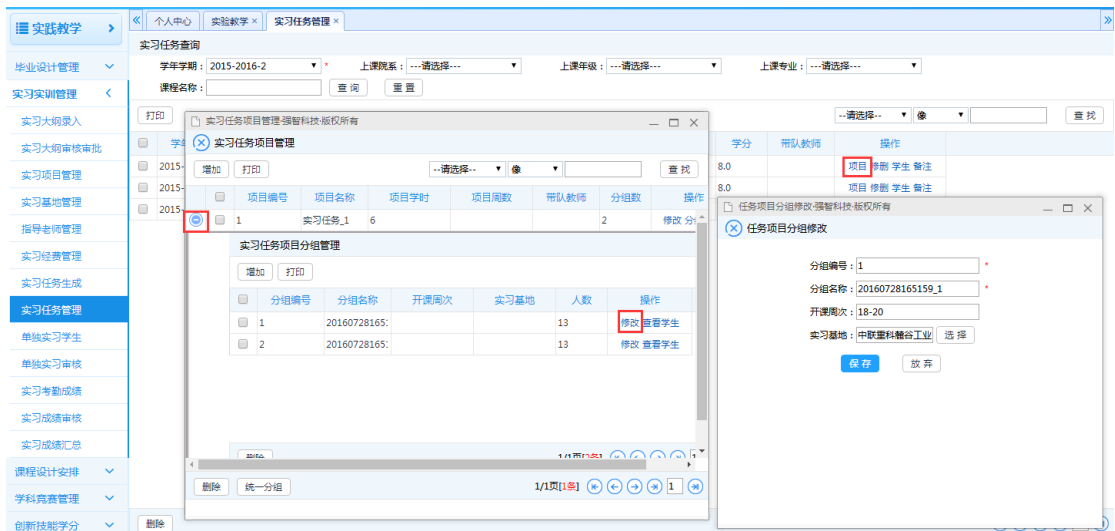 实践教学
毕业设计管理
实习实训管理
实习大纲录入
实习大纲审核审批
实习项目管理
实习基地管理
指导老师管理
实习经费管理
实习任务生成
实习任务管理
单独实习学生
单独实习审核
实习考勤成绩
实习成绩审核
实习成绩汇总
课程设计安排
学科竞赛管理
创新技能学分
个人中心 实验教学 × 实习任务管理 ×
实习任务查询
学年学期：2015-2016-2 * 上课院系：---请选择--- 上课年级：---请选择--- 上课专业：---请选择---
课程名称： 查 询 重 置
打印 --请选择-- 像 查 找
学分 带队教师 操作
2015- 8.0 项目 修删 学生 备注
2015- 8.0 项目 修删 学生 备注
2015-
删除
实习任务项目管理-强智科技·版权所有
实习任务项目管理
增加 打印 --请选择-- 像 查 找
项目编号 项目名称 项目学时 项目周数 带队教师 分组数 操作
1 实习任务_1 6 2 修改
实习任务项目分组管理
增加 打印
分组编号 分组名称 开课周次 实习基地 人数 操作
1 20160728165: 13 修改 查看学生
2 20160728165: 13 修改 查看学生
删除 1/1页[2条]
删除 统一分组 1/1页[1条] 1
任务项目分组修改-强智科技·版权所有
任务项目分组修改
分组编号：1 *
分组名称：20160728165159_1 *
开课周次：18-20
实习基地：中联重科麓谷工业 选 择
保 存 放 弃